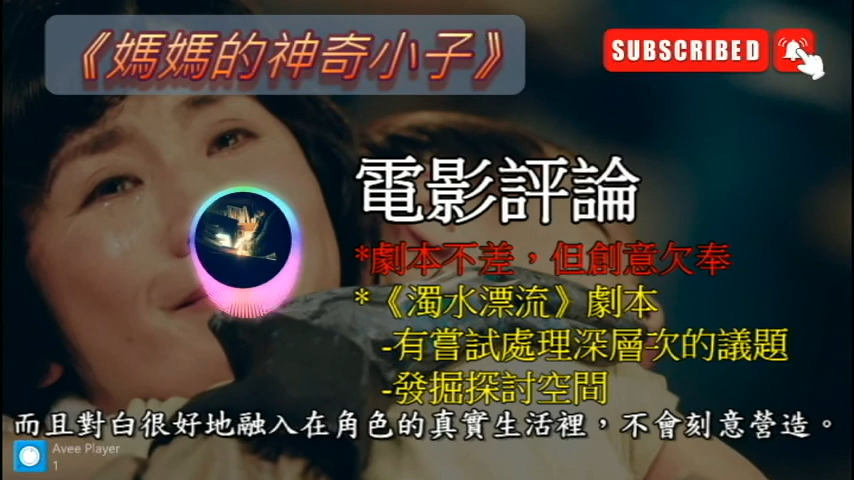 《媽媽的神奇小子》
SUBSCRIBED
電影評論
*劇本不差，但創意欠奉
*《濁水漂流》劇本
-有嘗試處理深層次的議題
-發掘探討空間
而且對白很好地融入在角色的真實生活裡，不會刻意營造。
Avee Player
1